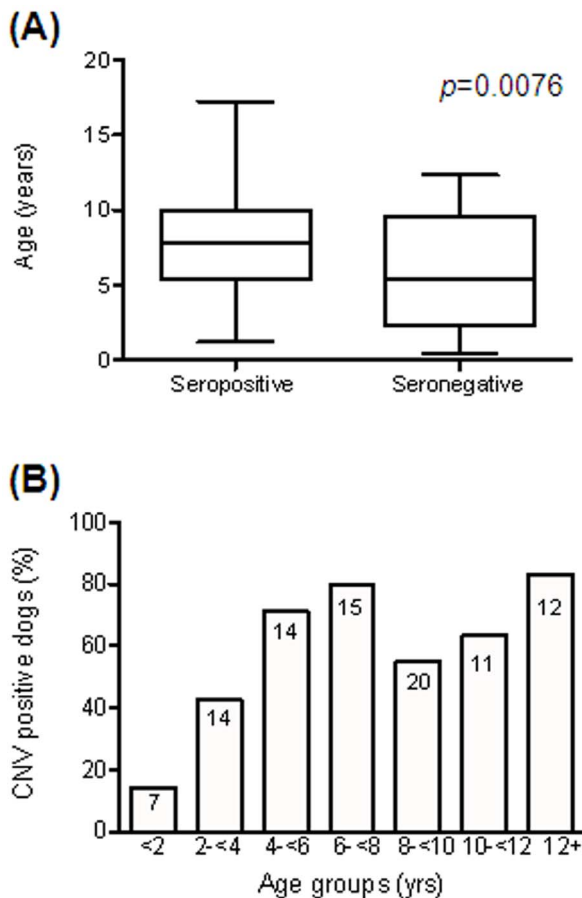 (A)
p=0.0076
Age (years)
20
15
10
5
0
Seropositive Seronegative
(B)
CNV positive dogs (%)
100
80
60
40
20
0
7 14 14 15 20 11 12
<2 2-<4 4-<6 6-<8 8-<10 10-<12 12+
Age groups (yrs)